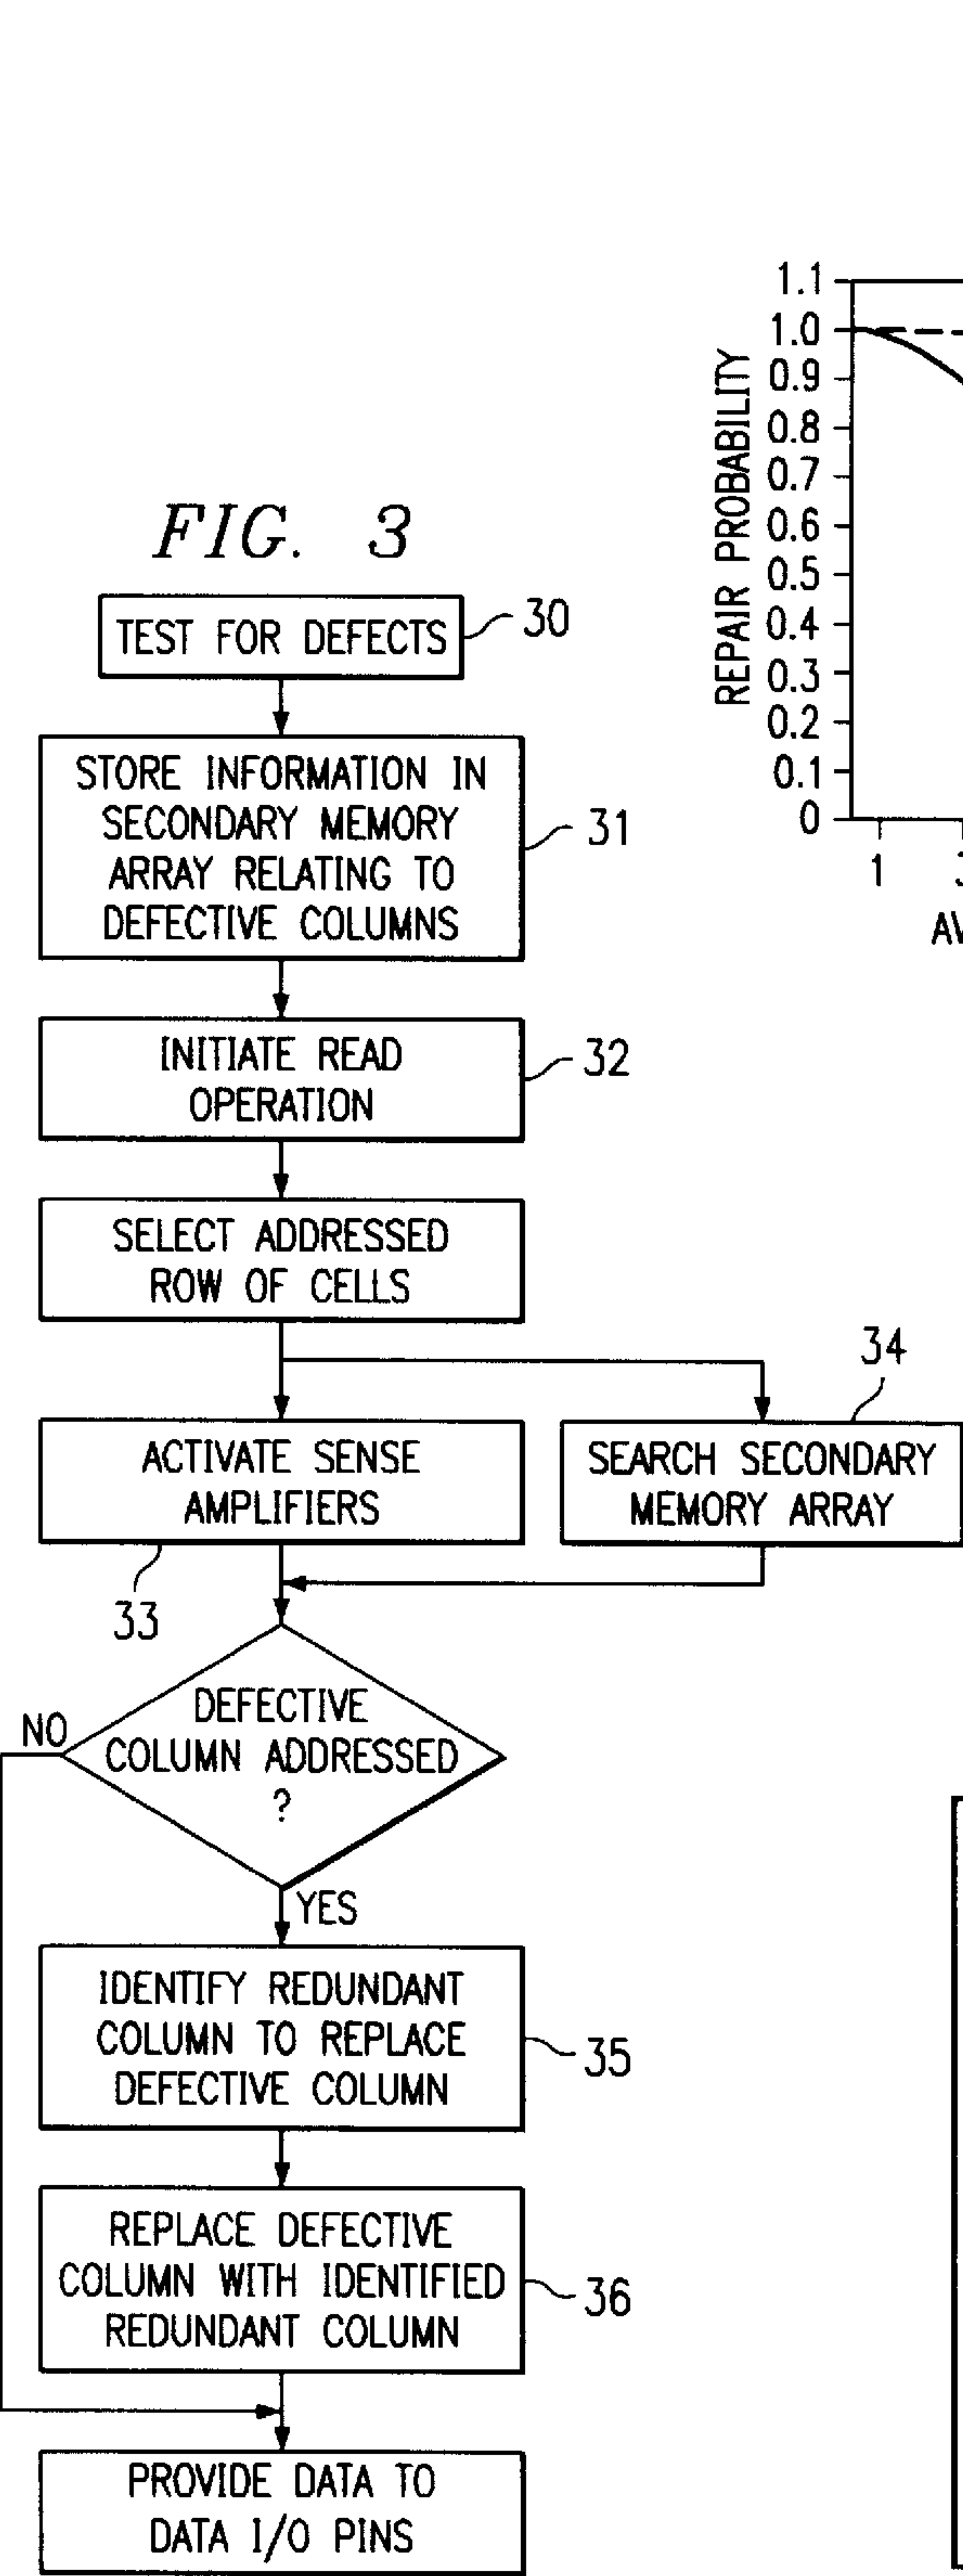 FIG. 3
TEST FOR DEFECTS
30
STORE INFORMATION IN
SECONDARY MEMORY
ARRAY RELATING TO
DEFECTIVE COLUMNS
31
INITIATE READ
OPERATION
32
SELECT ADDRESSED
ROW OF CELLS
ACTIVATE SENSE
AMPLIFIERS
33
34
SEARCH SECONDARY
MEMORY ARRAY
DEFECTIVE
COLUMN ADDRESSED
?
NO
YES
IDENTIFY REDUNDANT
COLUMN TO REPLACE
DEFECTIVE COLUMN
35
REPLACE DEFECTIVE
COLUMN WITH IDENTIFIED
REDUNDANT COLUMN
36
PROVIDE DATA TO
DATA I/O PINS
REPAIR PROBABILITY
1.1
1.0
0.9
0.8
0.7
0.6
0.5
0.4
0.3
0.2
0.1
0
1